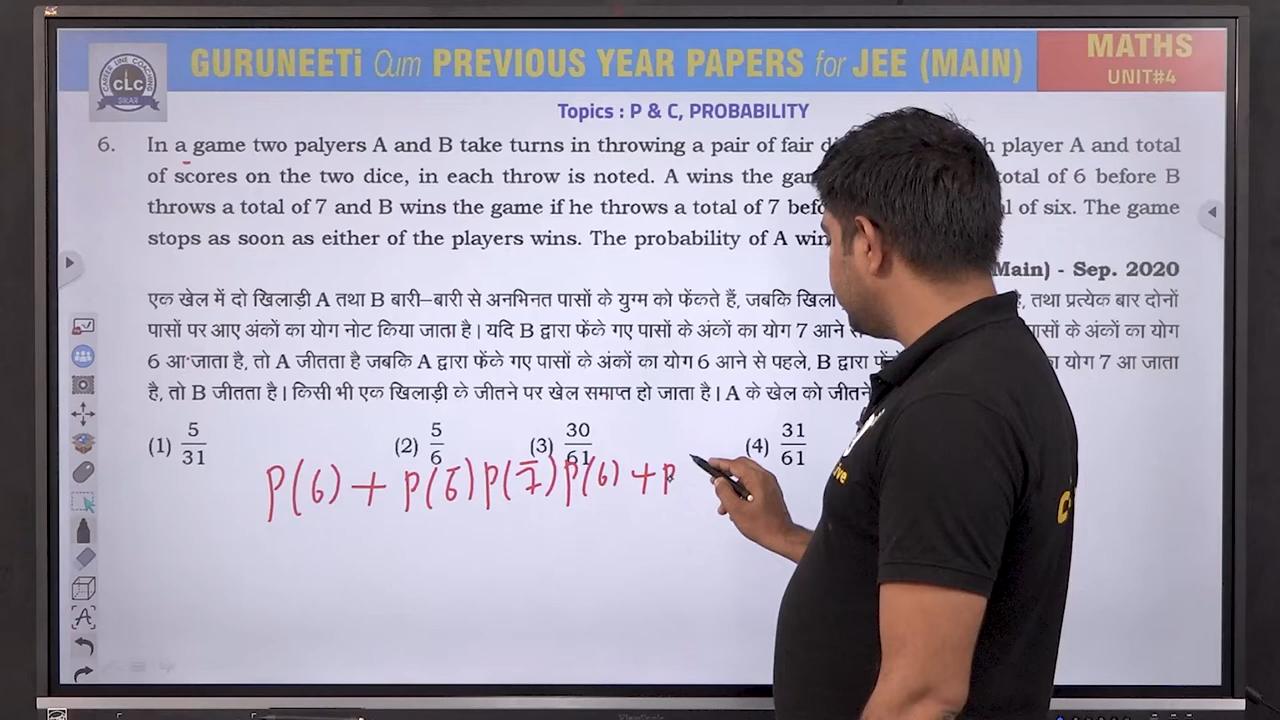 GURUNEETi Cum PREVIOUS YEAR PAPERS for JEE (MAIN)
MATHS
UNIT#4
CAREER LINE COACHING
CLC
SIKAR
Topics : P & C, PROBABILITY
6. In a game two palyers A and B take turns in throwing a pair of fair player A and total
of scores on the two dice, in each throw is noted. A wins the total of 6 before B
throws a total of 7 and B wins the game if he throws a total of 7 of six. The game
stops as soon as either of the players wins. The probability of A
Main) - Sep. 2020
एक खेल में दो खिलाड़ी A तथा B बारी–बारी से अनभिनत पासों के युग्म को फेंकते हैं, जबकि तथा प्रत्येक बार दोनों
पासों पर आए अंकों का योग नोट किया जाता है। यदि B द्वारा फेंके गए पासों के अंकों का योग 7 आने पासों के अंकों का योग
6 आ जाता है, तो A जीतता है जबकि A द्वारा फेंके गए पासों के अंकों का योग 6 आने से पहले, B द्वारा योग 7 आ जाता
है, तो B जीतता है। किसी भी एक खिलाड़ी के जीतने पर खेल समाप्त हो जाता है। A के खेल को जीतने
(1) 5/31 (2) 5/6 (3) 30/61 (4) 31/61
P(6) + P(6̅) P(7̅) P(6) + P